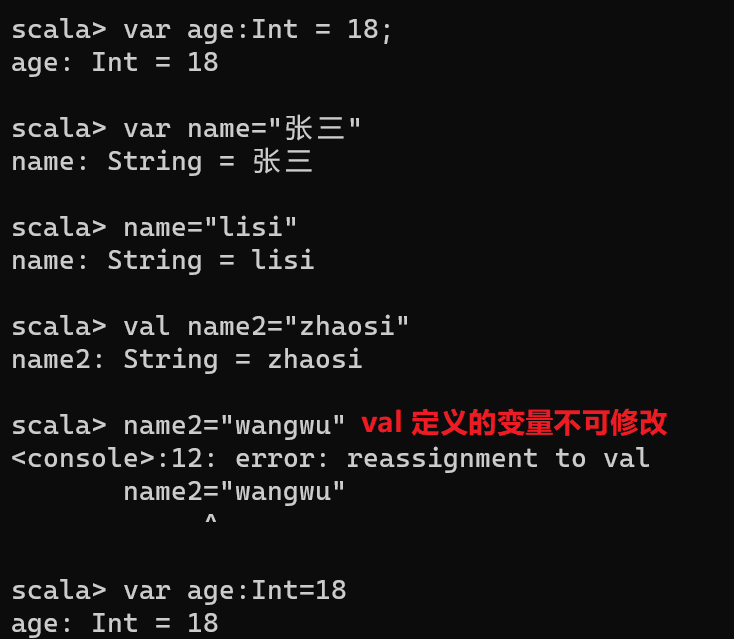 scala> var age:Int = 18;
age: Int = 18
scala> var name="张三"
name: String = 张三
scala> name="lisi"
name: String = lisi
scala> val name2="zhaosi"
name2: String = zhaosi
scala> name2="wangwu" val 定义的变量不可修改
<console>:12: error: reassignment to val
       name2="wangwu"
            ^
scala> var age:Int=18
age: Int = 18